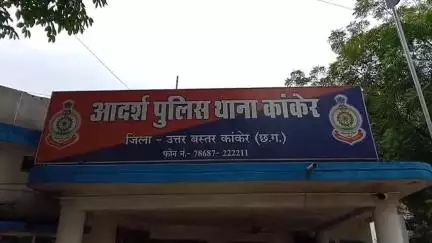 आदर्श पुलिस थाना कांकेर
जिला - उत्तर बस्तर कांकेर (छ.ग.)
फोन नं.- 78687- 222211